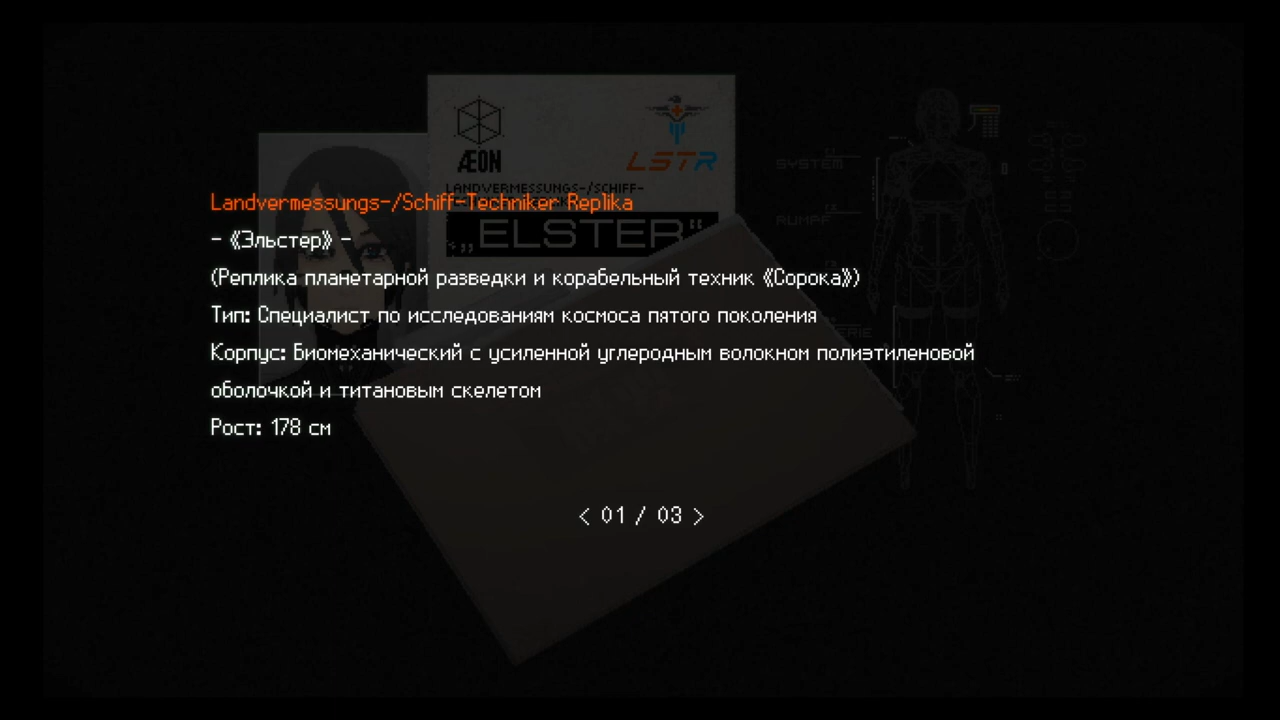 ÆON
LSTR
LANDVERMESSUNGS-/SCHIFF-
„ELSTER“
SYSTEM
RUMPF
Landvermessungs-/Schiff-Techniker Replika
- 《Эльстер》 -
(Реплика планетарной разведки и корабельный техник 《Сорока》)
Тип: Специалист по исследованиям космоса пятого поколения
Корпус: Биомеханический с усиленной углеродным волокном полиэтиленовой
оболочкой и титановым скелетом
Рост: 178 см
< 01 / 03 >